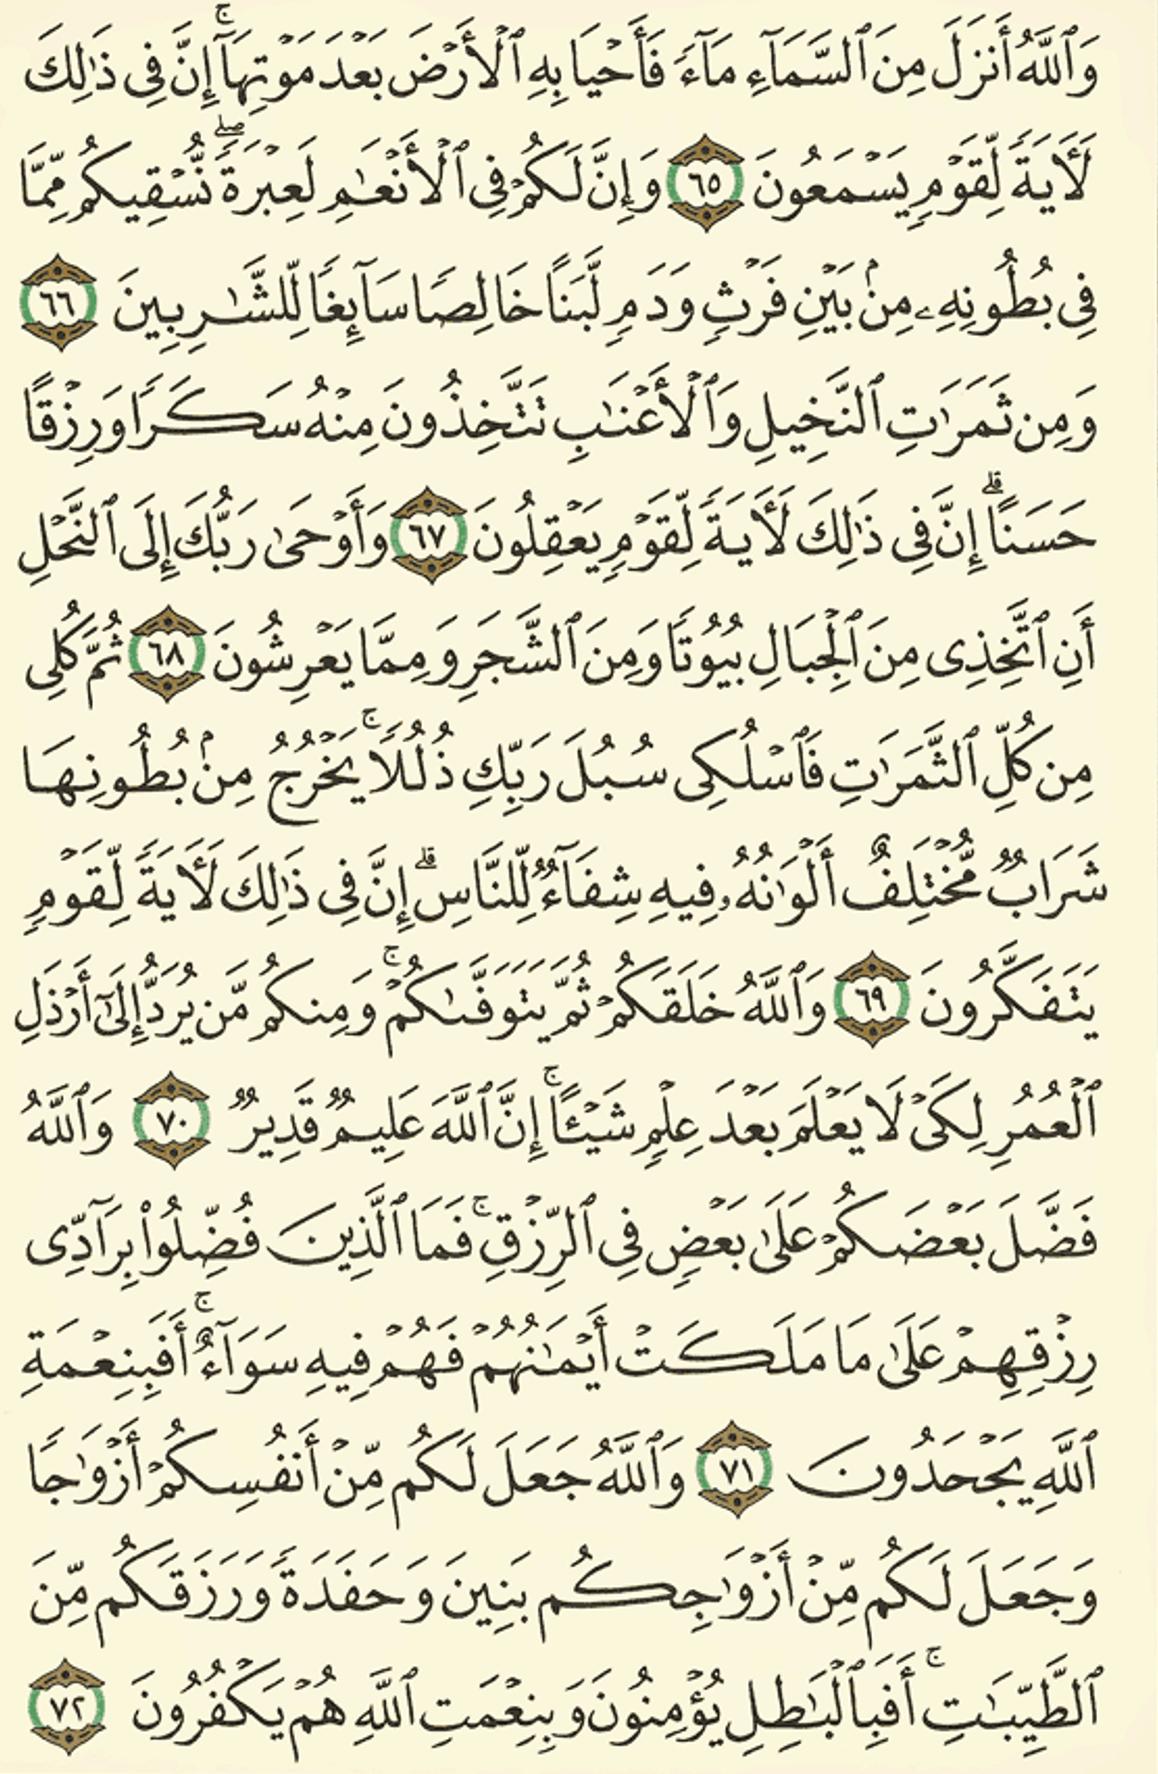 وَٱللَّهُ أَنزَلَ مِنَ ٱلسَّمَآءِ مَآءً فَأَحْيَا بِهِ ٱلْأَرْضَ بَعْدَ مَوْتِهَآ ۚ إِنَّ فِى ذَٰلِكَ
لَـَٔايَةً لِّقَوْمٍ يَسْمَعُونَ ٦٥ وَإِنَّ لَكُمْ فِى ٱلْأَنْعَـٰمِ لَعِبْرَةً ۖ نُّسْقِيكُم مِّمَّا
فِى بُطُونِهِۦ مِنۢ بَيْنِ فَرْثٍ وَدَمٍ لَّبَنًا خَالِصًا سَآئِغًا لِّلشَّـٰرِبِينَ ٦٦
وَمِن ثَمَرَٰتِ ٱلنَّخِيلِ وَٱلْأَعْنَـٰبِ تَتَّخِذُونَ مِنْهُ سَكَرًا وَرِزْقًا
حَسَنًا ۗ إِنَّ فِى ذَٰلِكَ لَـَٔايَةً لِّقَوْمٍ يَعْقِلُونَ ٦٧ وَأَوْحَىٰ رَبُّكَ إِلَى ٱلنَّحْلِ
أَنِ ٱتَّخِذِى مِنَ ٱلْجِبَالِ بُيُوتًا وَمِنَ ٱلشَّجَرِ وَمِمَّا يَعْرِشُونَ ٦٨ ثُمَّ كُلِى
مِن كُلِّ ٱلثَّمَرَٰتِ فَٱسْلُكِى سُبُلَ رَبِّكِ ذُلُلًا ۚ يَخْرُجُ مِنۢ بُطُونِهَا
شَرَابٌ مُّخْتَلِفٌ أَلْوَٰنُهُۥ فِيهِ شِفَآءٌ لِّلنَّاسِ ۗ إِنَّ فِى ذَٰلِكَ لَـَٔايَةً لِّقَوْمٍ
يَتَفَكَّرُونَ ٦٩ وَٱللَّهُ خَلَقَكُمْ ثُمَّ يَتَوَفَّىٰكُمْ ۚ وَمِنكُم مَّن يُرَدُّ إِلَىٰٓ أَرْذَلِ
ٱلْعُمُرِ لِكَىْ لَا يَعْلَمَ بَعْدَ عِلْمٍ شَيْـًٔا ۚ إِنَّ ٱللَّهَ عَلِيمٌ قَدِيرٌ ٧٠ وَٱللَّهُ
فَضَّلَ بَعْضَكُمْ عَلَىٰ بَعْضٍ فِى ٱلرِّزْقِ ۚ فَمَا ٱلَّذِينَ فُضِّلُوا۟ بِرَآدِّى
رِزْقِهِمْ عَلَىٰ مَا مَلَكَتْ أَيْمَـٰنُهُمْ فَهُمْ فِيهِ سَوَآءٌ ۚ أَفَبِنِعْمَةِ
ٱللَّهِ يَجْحَدُونَ ٧١ وَٱللَّهُ جَعَلَ لَكُم مِّنْ أَنفُسِكُمْ أَزْوَٰجًا
وَجَعَلَ لَكُم مِّنْ أَزْوَٰجِكُم بَنِينَ وَحَفَدَةً وَرَزَقَكُم مِّنَ
ٱلطَّيِّبَـٰتِ ۚ أَفَبِٱلْبَـٰطِلِ يُؤْمِنُونَ وَبِنِعْمَتِ ٱللَّهِ هُمْ يَكْفُرُونَ ٧٢